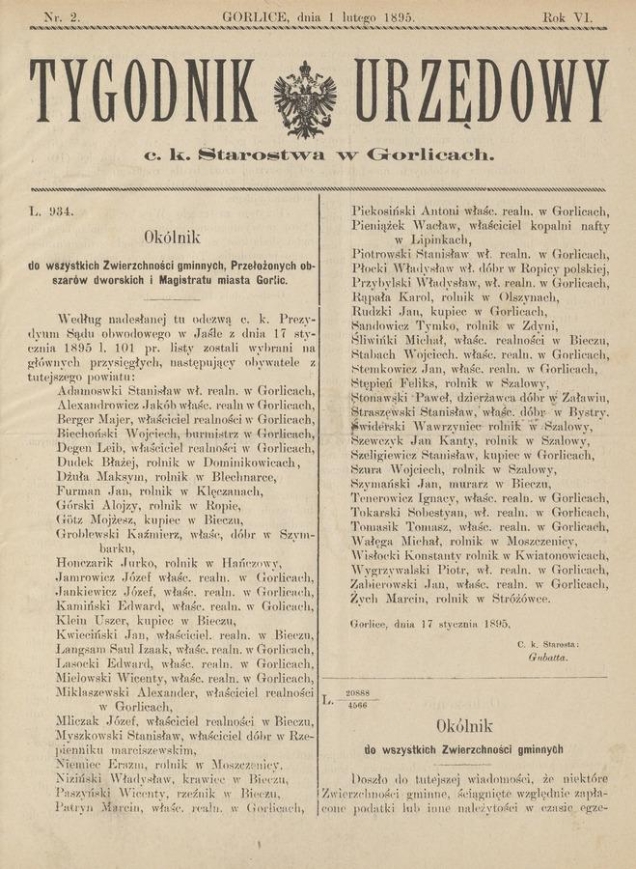 Nr. 2.
GORLICE, dnia 1 lutego 1895.
Rok VI.
TYGODNIK URZĘDOWY
c. k. Starostwa w Gorlicach.
L. 934.
Okólnik
do wszystkich Zwierzchności gminnych, Przełożonych ob-
szarów dworskich i Magistratu miasta Gorlic.
Według nadesłanej tu odezwą c. k. Prezy-
dyum Sądu obwodowego w Jaśle z dnia 17 sty-
cznia 1895 l. 101 pr. listy zostali wybrani na
głównych przysięgłych, następujący obywatele z
tutejszego powiatu:
Adamoswki Stanisław wł. realn. w Gorlicach,
Alexandrowicz Jakób właśc. realn w Gorlicach,
Berger Majer, właściciel realności w Gorlicach,
Biechoński Wojciech, burmistrz w Gorlicach,
Degen Leib, właściciel realności w Gorlicach,
Dudek Błażej, rolnik w Dominikowicach,
Dżuła Maksym, rolnik w Blechnarce,
Furman Jan, rolnik w Klęczanach,
Górski Alojzy, rolnik w Ropie,
Götz Mojżesz, kupiec w Bieczu,
Groblewski Kaźmierz, właśc, dóbr w Szym-
barku,
Honczarik Jurko, rolnik w Hańczowy,
Jamrowicz Józef właśc. realn. w Golicach,
Jankiewicz Józef, właśc. realn. w Gorlicach,
Kamiński Edward, właśc. realn. w Golicach,
Klein Uszer, kupiec w Bieczu,
Kwieciński Jan, właściciel. realn. w Bieczu,
Langsam Saul Izaak, właśc. realn. w Gorlicach,
Lasocki Edward, właśc. realn. w Gorlicach,
Mielowski Wicenty, właśc. realn. w Gorlicach,
Miklaszewski Alexander, właściciel realności
w Gorlicach,
Mliczak Józef, właściciel realności w Bieczu,
Myszkowski Stanisław, właściciel dóbr w Rze-
pienniku marciszewskim,
Niemiec Erazm, rolnik w Moszczenicy,
Niziński Władysław, krawiec w Bieczu,
Paszyński Wicenty, rzeźnik w Bieczu,
Patryn Marcin, właśc. realn. w Gorlicach,
Piekosiński Antoni właśc. realn. w Gorlicach,
Pieniążek Wacław, właściciel kopalni nafty
w Lipinkach,
Piotrowski Stanisław wł. realn. w Gorlicach,
Płocki Władysław wł. dóbr w Ropicy polskiej,
Przybylski Władysław, wł. realn. w Gorlicach,
Rąpała Karol, rolnik w Olszynach,
Rudzki Jan, kupiec w Gorlicach,
Sandowicz Tymko, rolnik w Zdyni,
Śliwiński Michał, właśc. realności w Bieczu,
Stabach Wojciech. właśc. realn. w Gorlicach,
Stemkowicz Jan, właśc. realn. w Gorlicach,
Stępień Feliks, rolnik w Szalowy,
Stonawski Paweł, dzierżawca dóbr w Załawiu,
Straszewski Stanisław, właśc. dóbr w Bystry.
Świderski Wawrzyniec rolnik w Szalowy,
Szewczyk Jan Kanty, rolnik w Szalowy,
Szeligiewicz Stanisław, kupiec w Gorlicach,
Szura Wojciech, rolnik w Szalowy,
Szymański Jan, murarz w Bieczu,
Tenerowicz Ignacy, właśc. realn. w Gorlicach,
Tokarski Sobestyan, wł. realn. w Gorlicach,
Tomasik Tomasz, właśc. realn. w Gorlicach,
Wałęga Michał, rolnik w Moszczenicy,
Wisłocki Konstanty rolnik w Kwiatonowicach,
Wygrzywalski Piotr, wł. realn. w Gorlicach,
Zabierowski Jan, właśc. realn. w Gorlicach,
Żych Marcin, rolnik w Stróżówce.
Gorlice, dnia 17 stycznia 1895,
C. k. Starosta:
Gubatta.
L. 20888/4566
Okólnik
do wszystkich Zwierzchności gminnych
Doszło do tutejszej wiadomości, że niektóre
Zwierzchności gminne, ściągnięte względnie zapła-
cone podatki lub inne należytości w czasie egze-